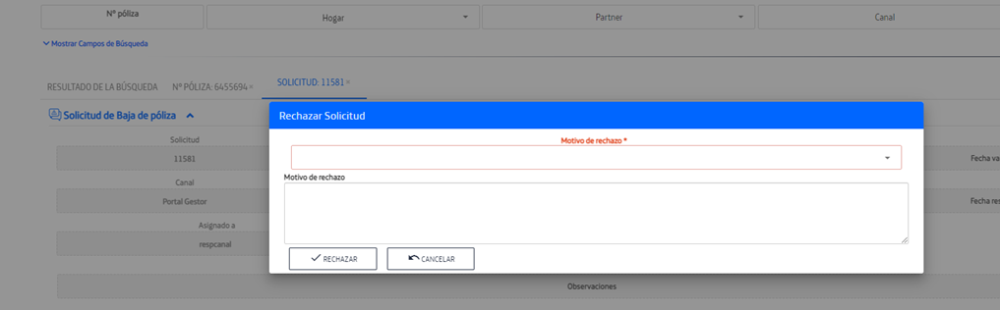 Nº póliza
Hogar
Partner
Canal
Mostrar Campos de Búsqueda
RESULTADO DE LA BÚSQUEDA
Nº PÓLIZA: 6455694
SOLICITUD: 11581
Solicitud de Baja de póliza
Rechazar Solicitud
Solicitud
Motivo de rechazo *
11581
Fecha va
Motivo de rechazo
Canal
Portal Gestor
Fecha res
Asignado a
respcanal
RECHAZAR
CANCELAR
Observaciones